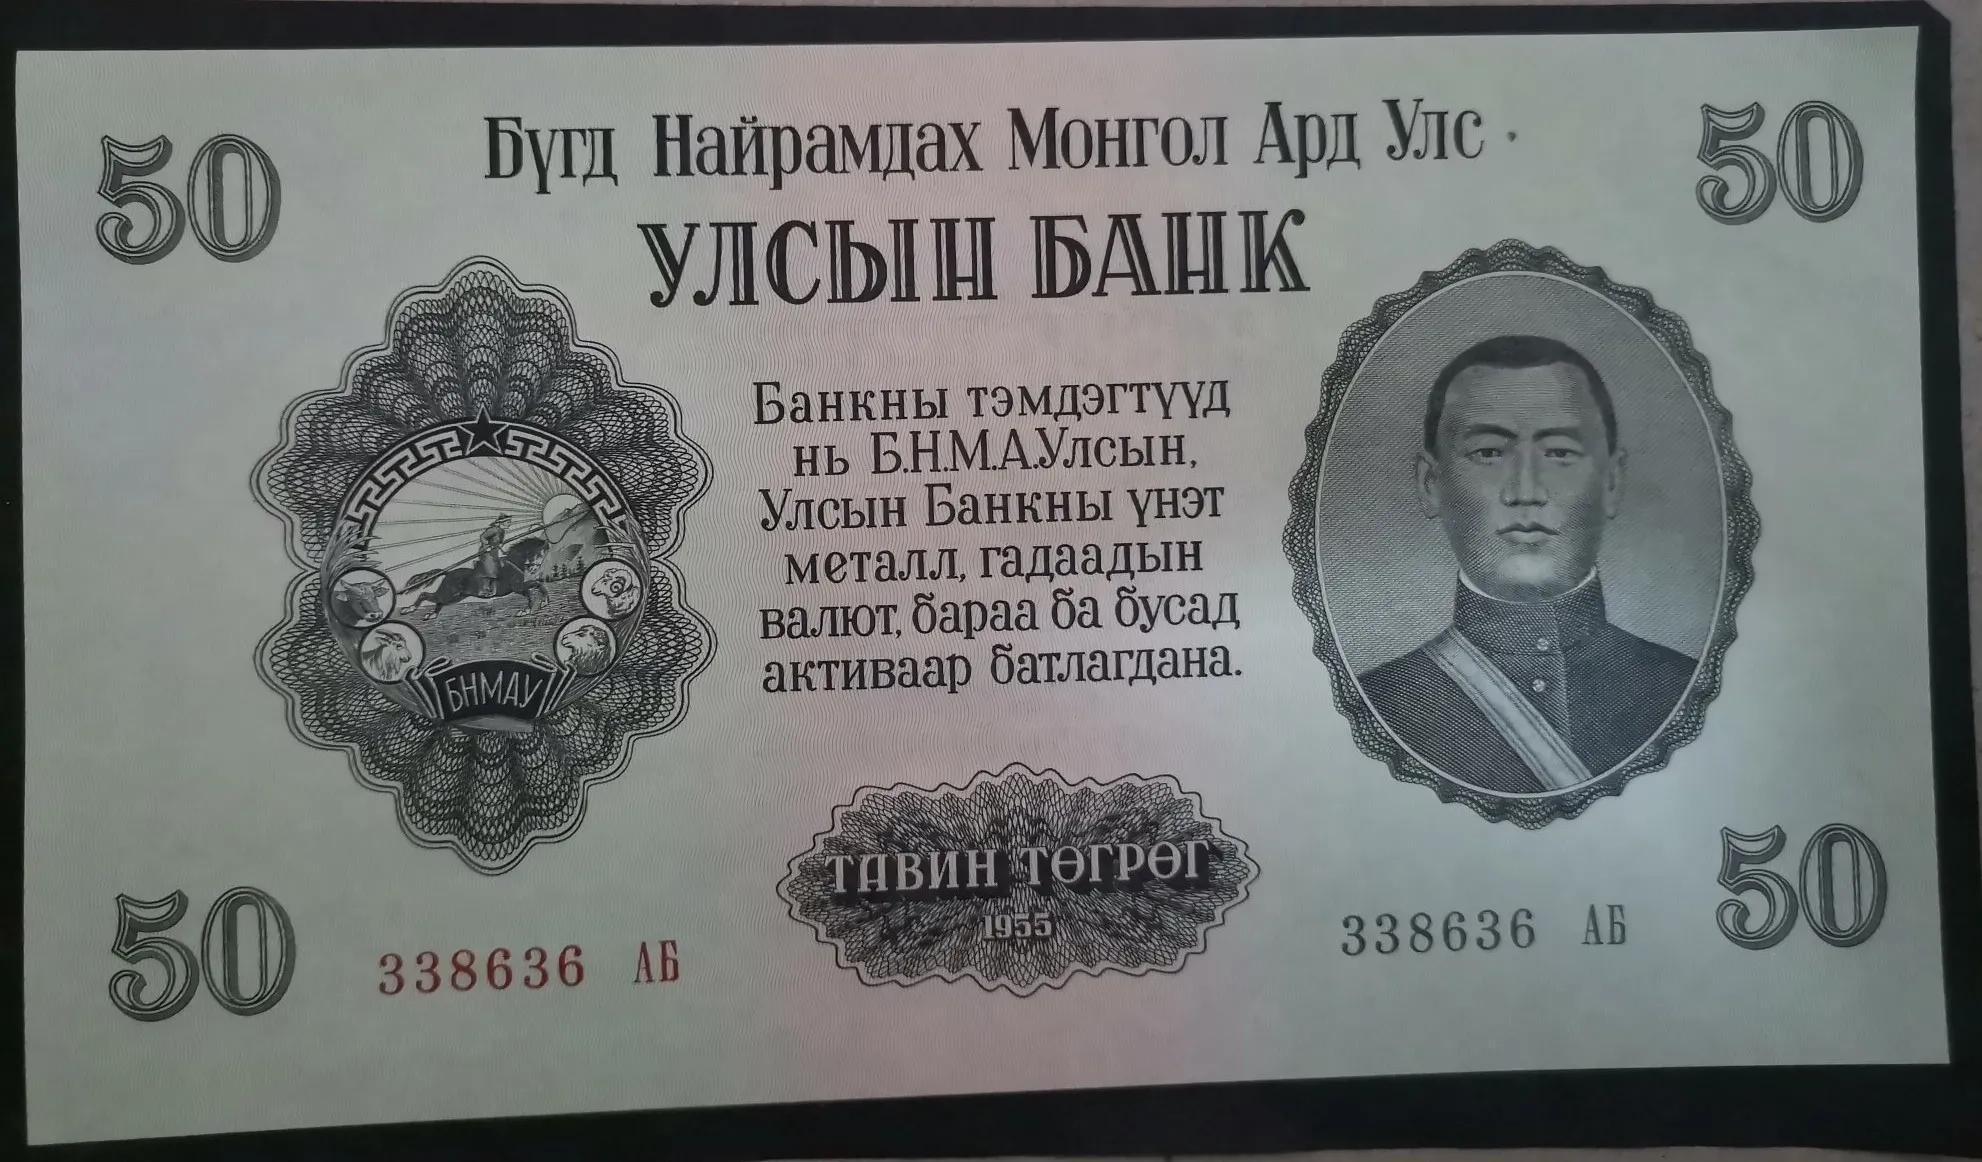 50
Бүгд Найрамдах Монгол Ард Улс
50
УЛСЫН БАНК
Банкны тэмдэгтүүд
нь Б.Н.М.А.Улсын,
Улсын Банкны үнэт
металл, гадаадын
валют, бараа ба бусад
активаар батлагдана.
БНМАУ
ТАВИН ТӨГРӨГ
1955
50
338636 АБ
338636 АБ
50